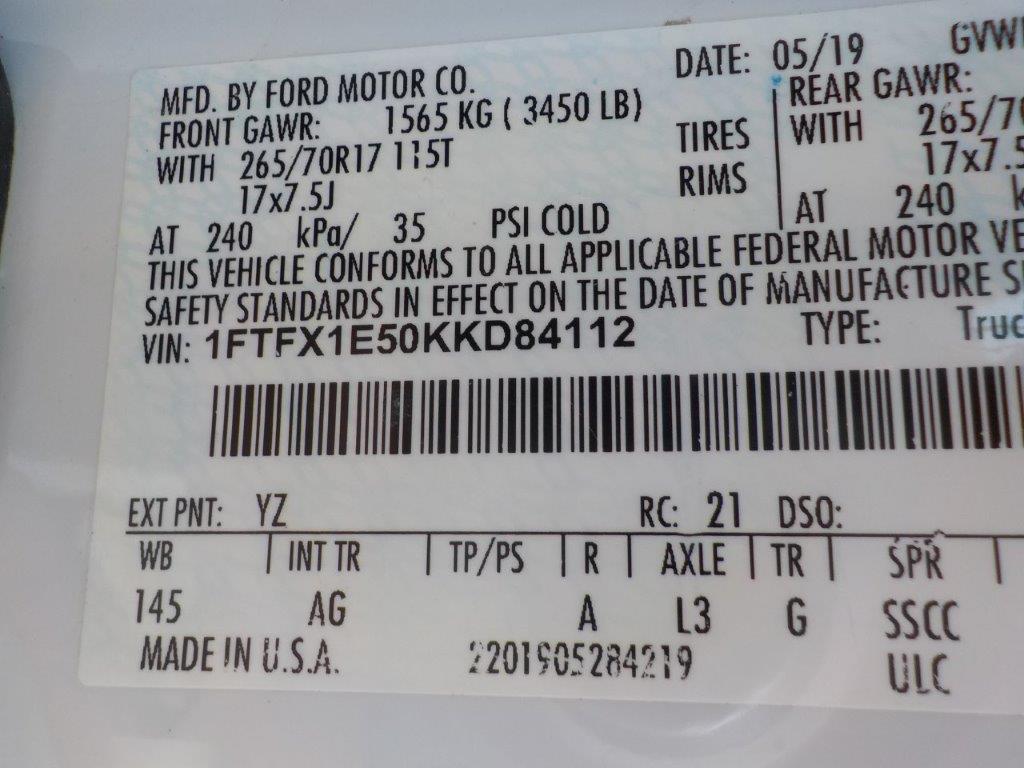 MFD. BY FORD MOTOR CO. DATE: 05/19
FRONT GAWR: 1565 KG ( 3450 LB) REAR GAWR:
WITH 265/70R17 115T TIRES WITH
17x7.5J RIMS 17x7.5
AT 240 kPa/ 35 PSI COLD AT 240
THIS VEHICLE CONFORMS TO ALL APPLICABLE FEDERAL MOTOR
SAFETY STANDARDS IN EFFECT ON THE DATE OF MANUFACTURE
VIN: 1FTFX1E50KKD84112 TYPE:
EXT PNT: YZ RC: 21 DSO:
WB INT TR TP/PS R AXLE TR SPR
145 AG A L3 G SSCC
MADE IN U.S.A. 2201905284219 ULC